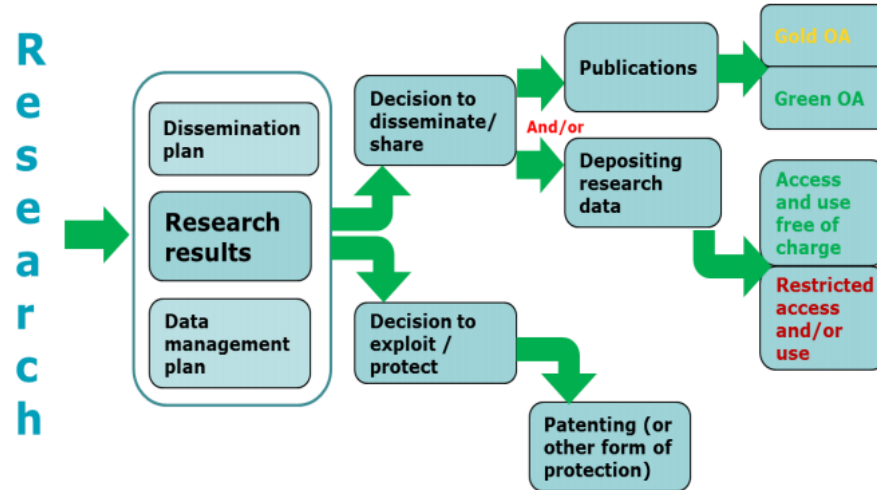 Research
Dissemination
plan
Research
results
Data
management
plan
Decision to
disseminate/
share
And/or
Decision to
exploit /
protect
Publications
Depositing
research
data
Patenting (or
other form of
protection)
Gold OA
Green OA
Access
and use
free of
charge
Restricted
access
and/or
use